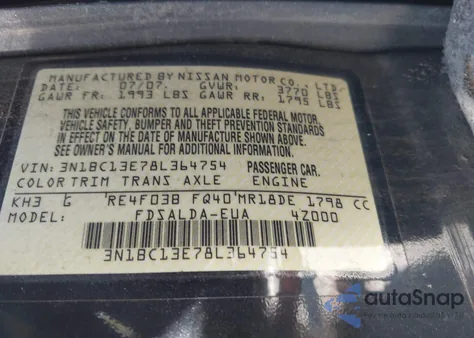 MANUFACTURED BY NISSAN MOTOR CO., LTD.
07/07. GVWR: 3770 LBS
GAWR FR: 1993 LBS GAWR RR: 1795 LBS
THIS VEHICLE CONFORMS TO ALL APPLICABLE FEDERAL MOTOR
VEHICLE SAFETY, BUMPER AND THEFT PREVENTION STANDARDS
IN EFFECT ON THE DATE OF MANUFACTURE SHOWN ABOVE.
SEE OWNER'S MANUAL FOR ADDITIONAL INFORMATION
VIN: 3N1BC13E78L364754 PASSENGER CAR.
COLOR TRIM TRANS AXLE ENGINE
KH3 G RE4F03B FQ40 MR18DE 1798 CC
MODEL: FDSALDA-EUA 4Z000
3N1BC13E78L364754
autoSnap